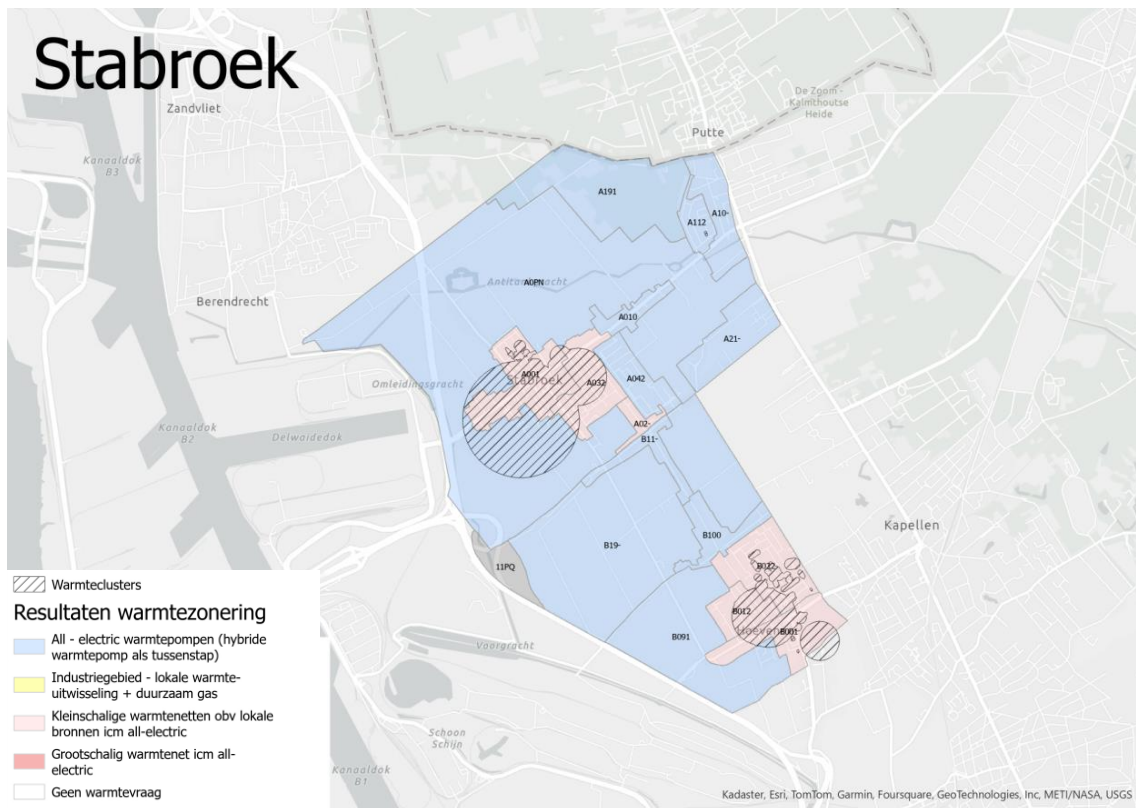 Stabroek
Zandvliet
De Zoom -
Kalmthoutse
Heide
Putte
Kanaaldok
B3
A191
A10-
A112
Antitankgracht
A0PN
Berendrecht
A010
A21-
A001
Stabroek
A032
A042
Omleidingsgracht
Kanaaldok
B2
Delwaidedok
A02-
B11-
Kapellen
B100
B19-
11PQ
B022-
B012
B001
Hoevenen
B091
Voorgracht
Schoon
Schijn
Kanaaldok
B1
Warmteclusters
Resultaten warmtezonering
All - electric warmtepompen (hybride
warmtepomp als tussenstap)
Industriegebied - lokale warmte-
uitwisseling + duurzaam gas
Kleinschalige warmtenetten obv lokale
bronnen icm all-electric
Grootschalig warmtenet icm all-
electric
Geen warmtevraag
Kadaster, Esri, TomTom, Garmin, Foursquare, GeoTechnologies, Inc, METI/NASA, USGS